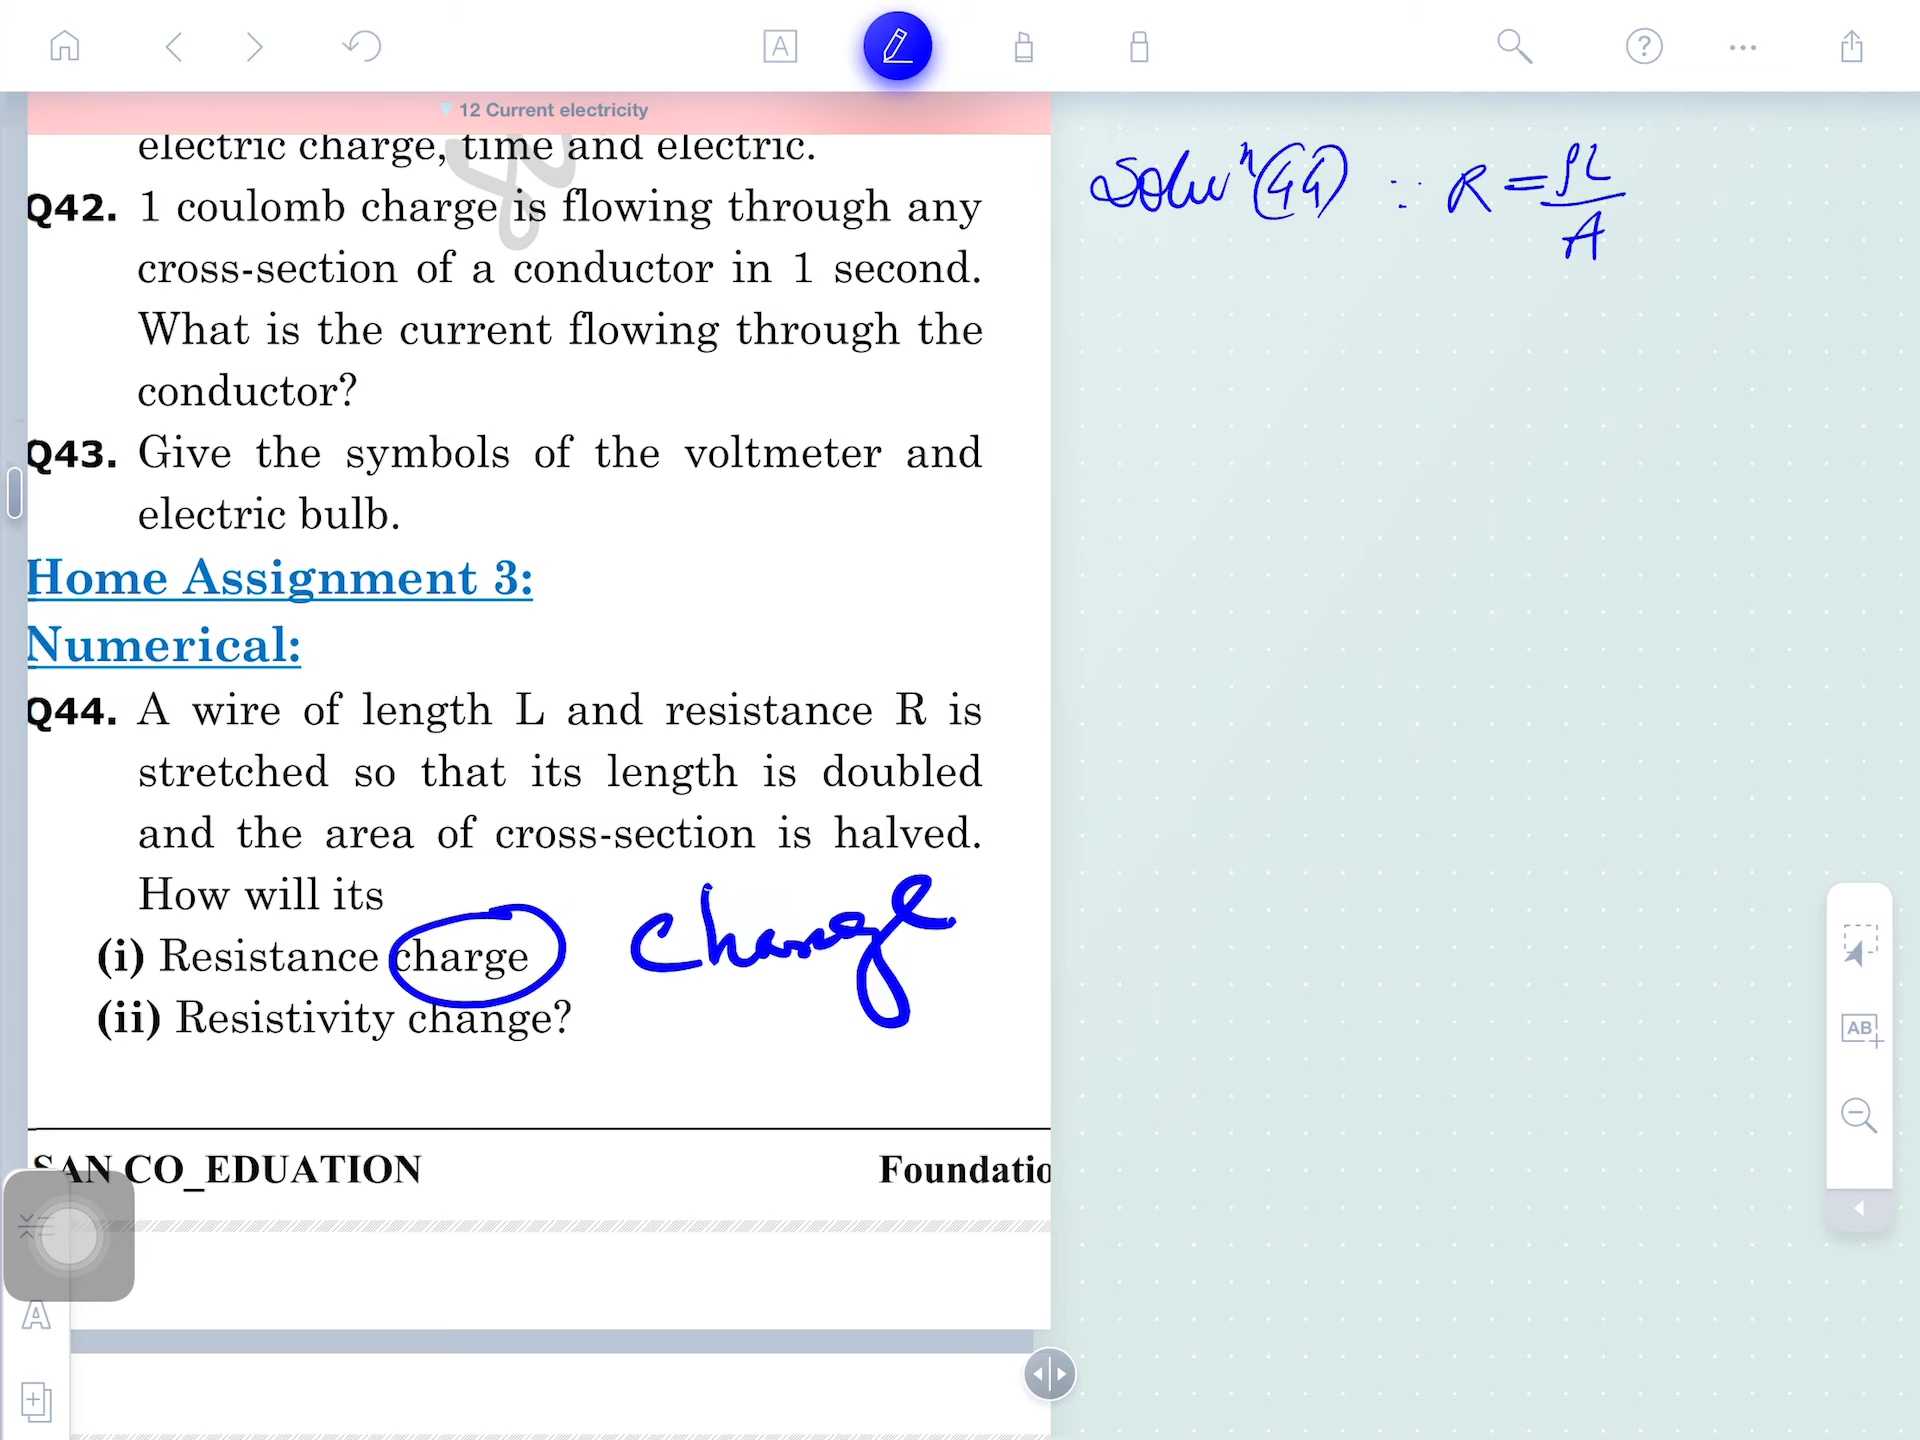 12 Current electricity
electric charge, time and electric.
Q42. 1 coulomb charge is flowing through any
cross-section of a conductor in 1 second.
What is the current flowing through the
conductor?
Q43. Give the symbols of the voltmeter and
electric bulb.
Home Assignment 3:
Numerical:
Q44. A wire of length L and resistance R is
stretched so that its length is doubled
and the area of cross-section is halved.
How will its
(i) Resistance charge change
(ii) Resistivity change?
SAN CO_EDUATION Foundatio
Soluⁿ(44) ∵ R = ρL
A